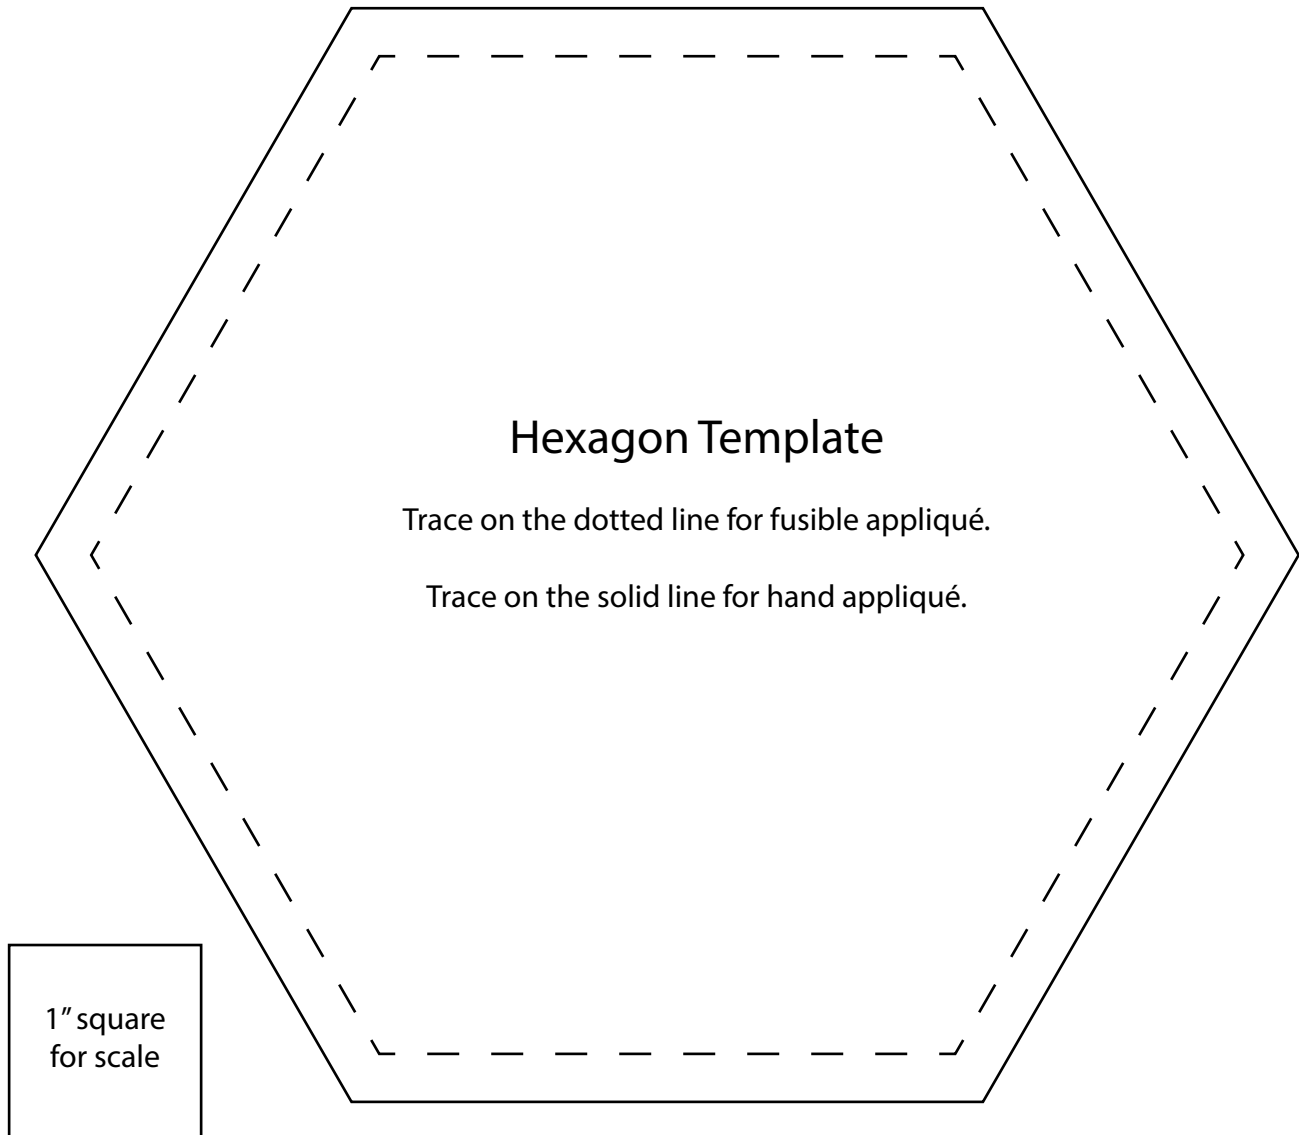 Hexagon Template
Trace on the dotted line for fusible appliqué.
Trace on the solid line for hand appliqué.
1” square
for scale